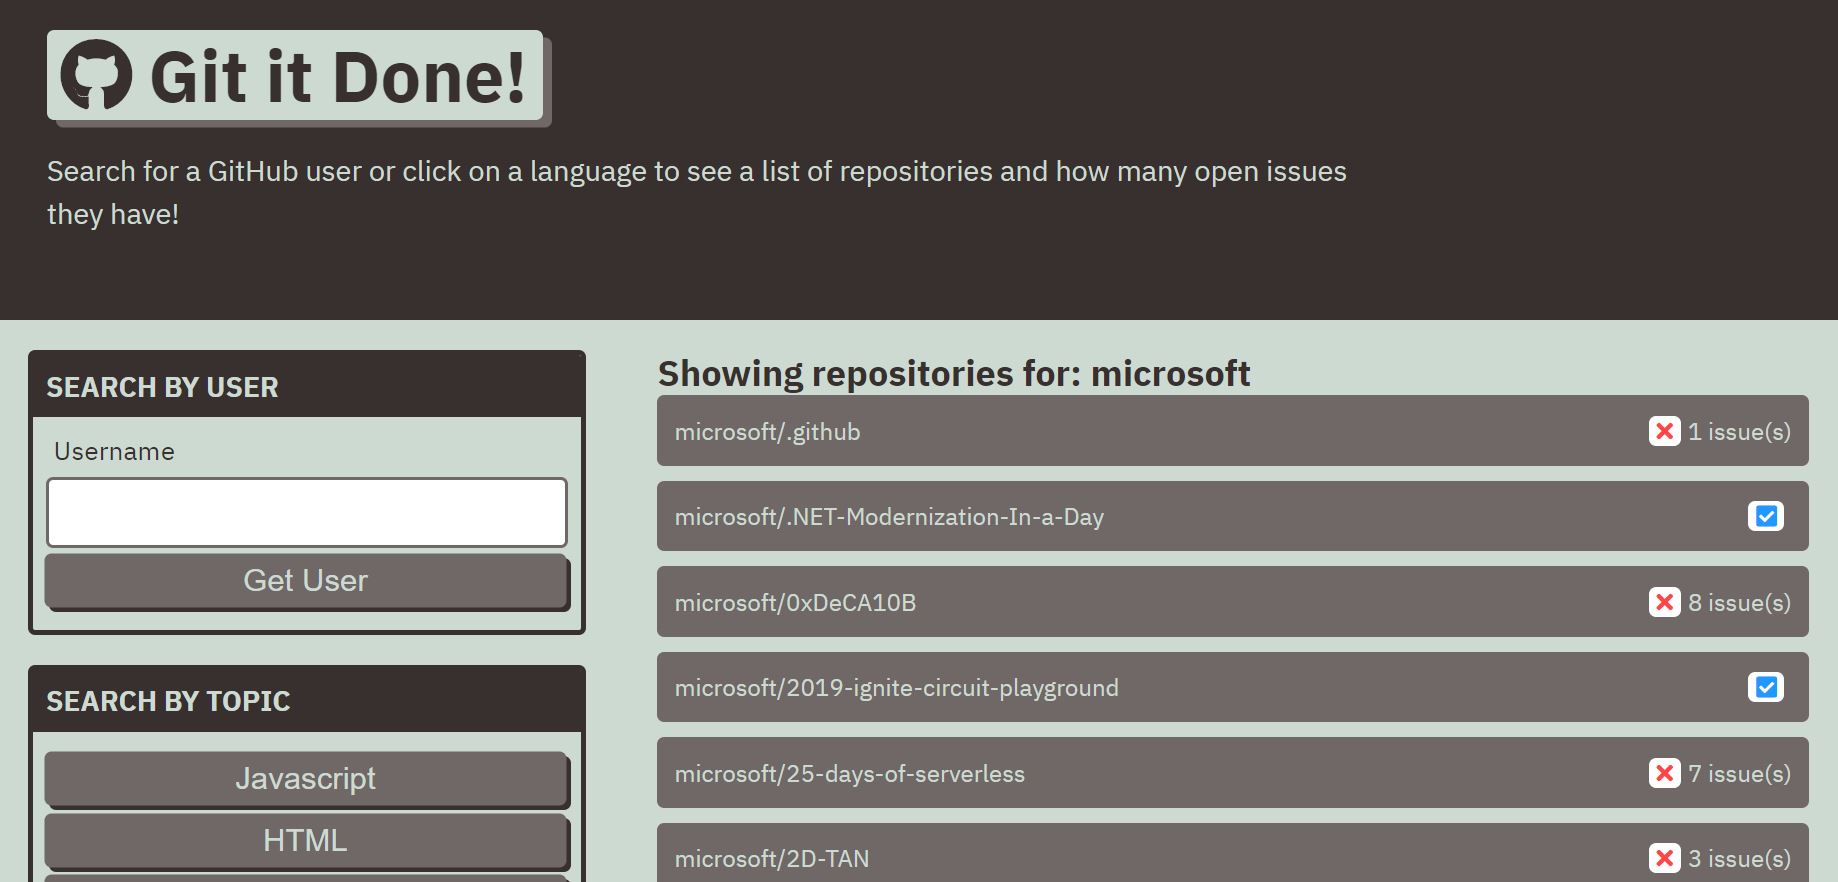 Git it Done!
Search for a GitHub user or click on a language to see a list of repositories and how many open issues
they have!
SEARCH BY USER
Username
Get User
SEARCH BY TOPIC
Javascript
HTML
Showing repositories for: microsoft
microsoft/.github 1 issue(s)
microsoft/.NET-Modernization-In-a-Day
microsoft/0xDeCA10B 8 issue(s)
microsoft/2019-ignite-circuit-playground
microsoft/25-days-of-serverless 7 issue(s)
microsoft/2D-TAN 3 issue(s)